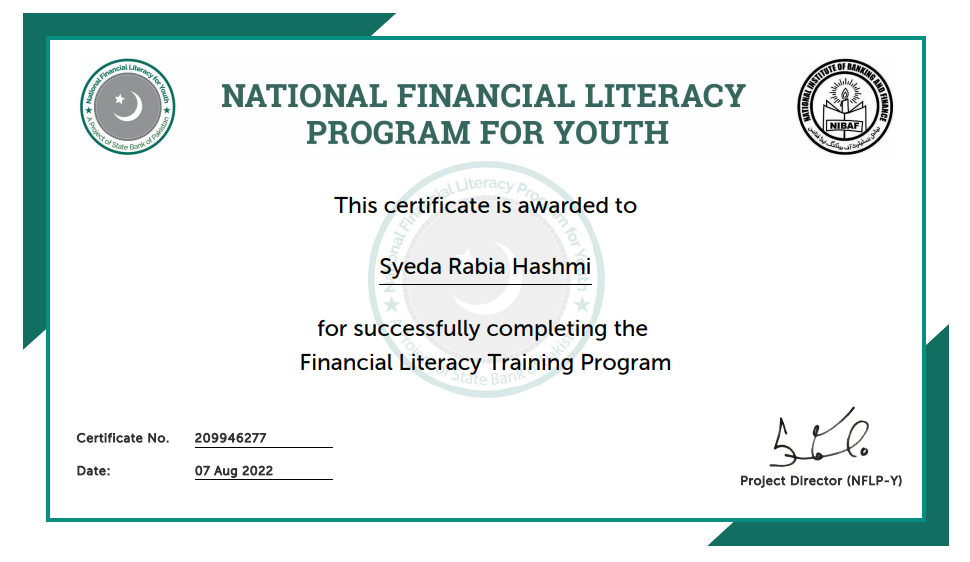 National Financial Literacy for Youth
A Project of State Bank of Pakistan
NATIONAL FINANCIAL LITERACY
PROGRAM FOR YOUTH
NATIONAL INSTITUTE OF BANKING AND FINANCE
NIBAF
This certificate is awarded to
Syeda Rabia Hashmi
for successfully completing the
Financial Literacy Training Program
National Financial Literacy Program for Youth
A Project of State Bank of Pakistan
Certificate No. 209946277
Date: 07 Aug 2022
Project Director (NFLP-Y)